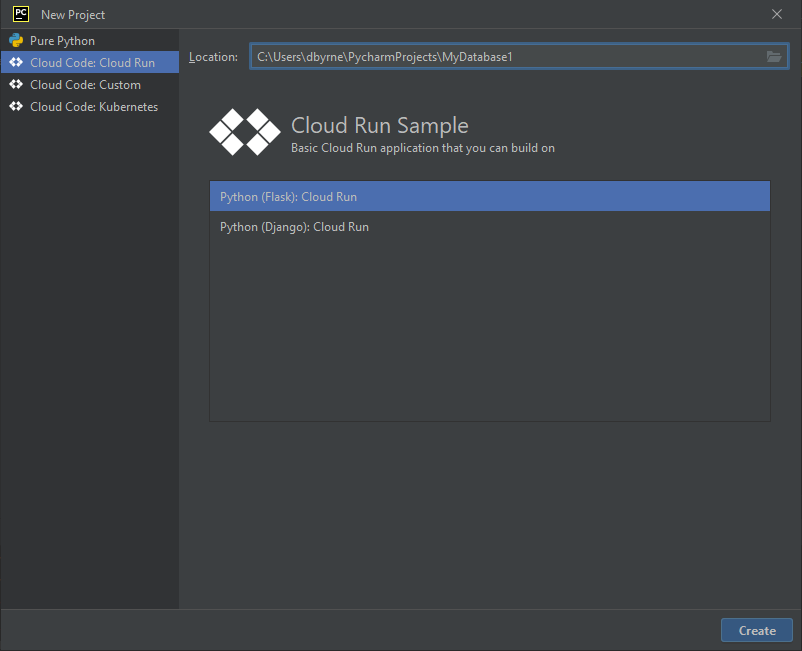 PC
New Project
Pure Python
Cloud Code: Cloud Run
Cloud Code: Custom
Cloud Code: Kubernetes
Location: C:\Users\dbyrne\PycharmProjects\MyDatabase1
Cloud Run Sample
Basic Cloud Run application that you can build on
Python (Flask): Cloud Run
Python (Django): Cloud Run
Create